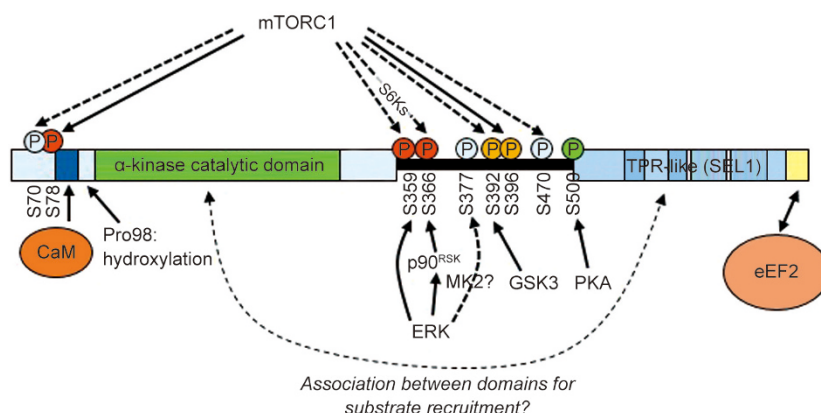 mTORC1
S6Ks
P P P P P P P P P
α-kinase catalytic domain
TPR-like (SEL1)
S70
S78
S359
S366
S377
S392
S396
S470
S500
CaM
Pro98:
hydroxylation
p90RSK
MK2?
GSK3
PKA
eEF2
ERK
Association between domains for
substrate recruitment?